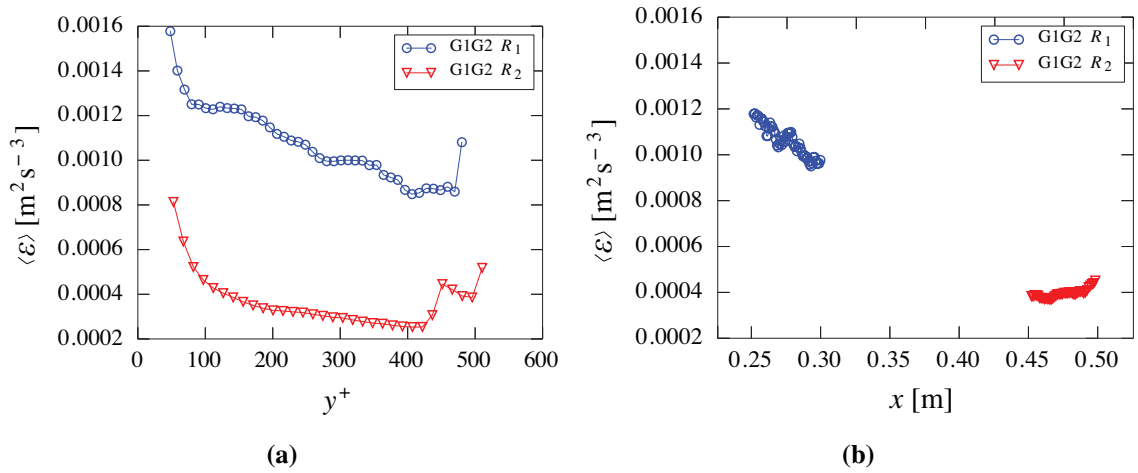 0.0016
0.0014
0.0012
0.0010
0.0008
0.0006
0.0004
0.0002
⟨ε⟩ [m²s⁻³]
G1G2 R₁
G1G2 R₂
0 100 200 300 400 500 600
y⁺
(a)
0.0016
0.0014
0.0012
0.0010
0.0008
0.0006
0.0004
0.0002
⟨ε⟩ [m²s⁻³]
G1G2 R₁
G1G2 R₂
0.25 0.30 0.35 0.40 0.45 0.50
x [m]
(b)